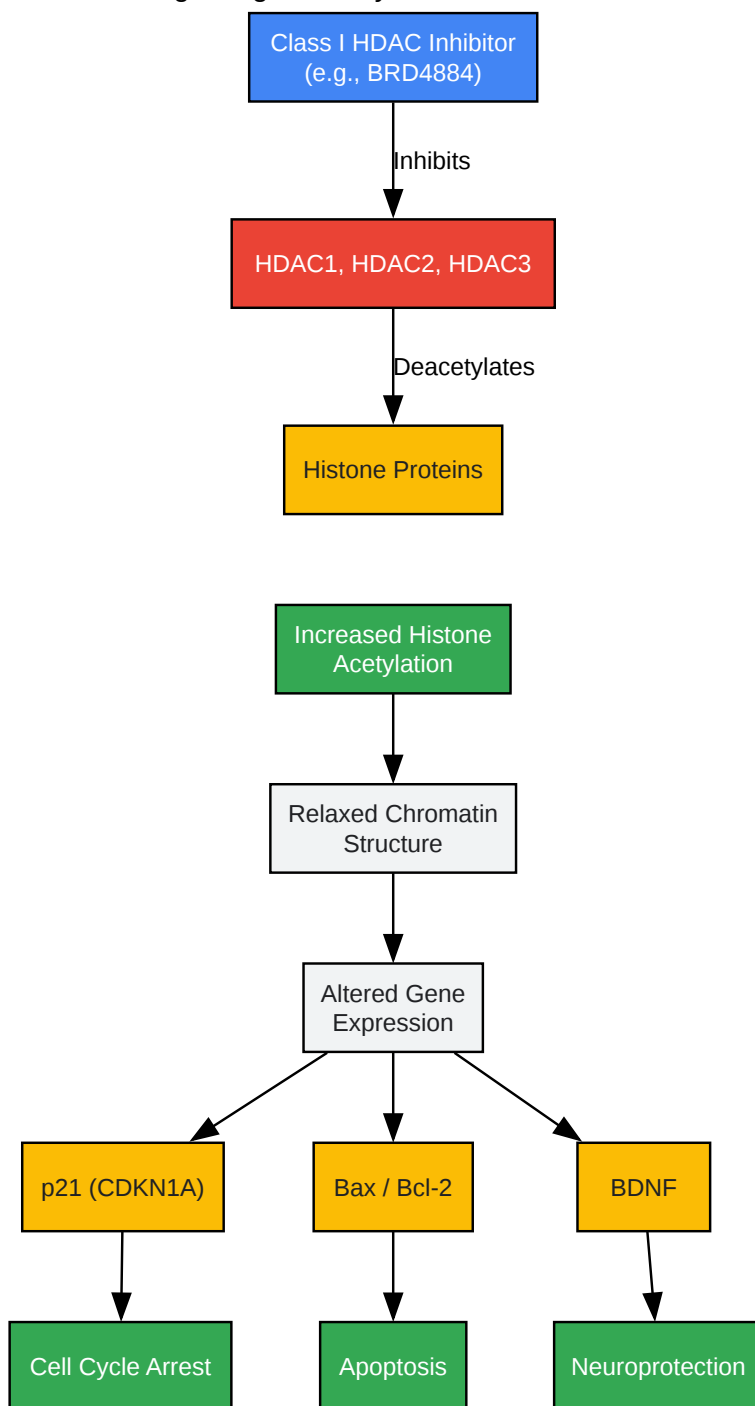 Class I HDAC Inhibitor
(e.g., BRD4884)
Inhibits
HDAC1, HDAC2, HDAC3
Deacetylates
Histone Proteins
Increased Histone
Acetylation
Relaxed Chromatin
Structure
Altered Gene
Expression
p21 (CDKN1A)
Bax / Bcl-2
BDNF
Cell Cycle Arrest
Apoptosis
Neuroprotection